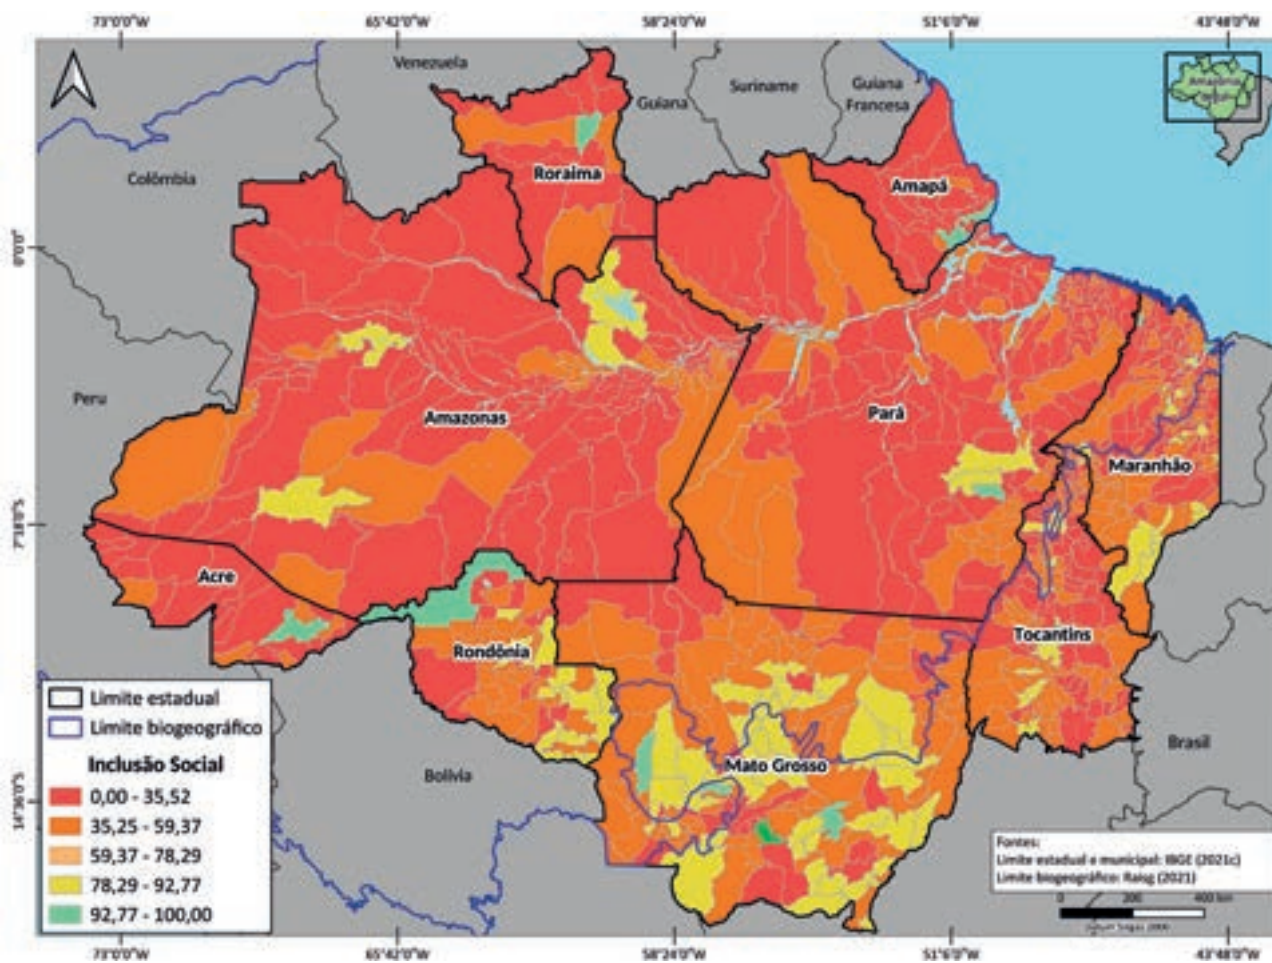 73°0'0"W 65°42'0"W 58°24'0"W 51°6'0"W 43°48'0"W
Venezuela
Suriname
Guiana
Guiana
Francesa
Amazônia
Colômbia
Roraima
Amapá
0°0'0"
Peru
Amazonas
Pará
Maranhão
7°18'0"S
Acre
Rondônia
Tocantins
Mato Grosso
Bolívia
Brasil
14°36'0"S
Limite estadual
Limite biogeográfico
Inclusão Social
0,00 - 35,52
35,25 - 59,37
59,37 - 78,29
78,29 - 92,77
92,77 - 100,00
Fontes:
Limite estadual e municipal: IBGE (2021c)
Limite biogeográfico: Raisg (2021)
0 200 400 km
Datum Sirgas 2000
73°0'0"W 65°42'0"W 58°24'0"W 51°6'0"W 43°48'0"W